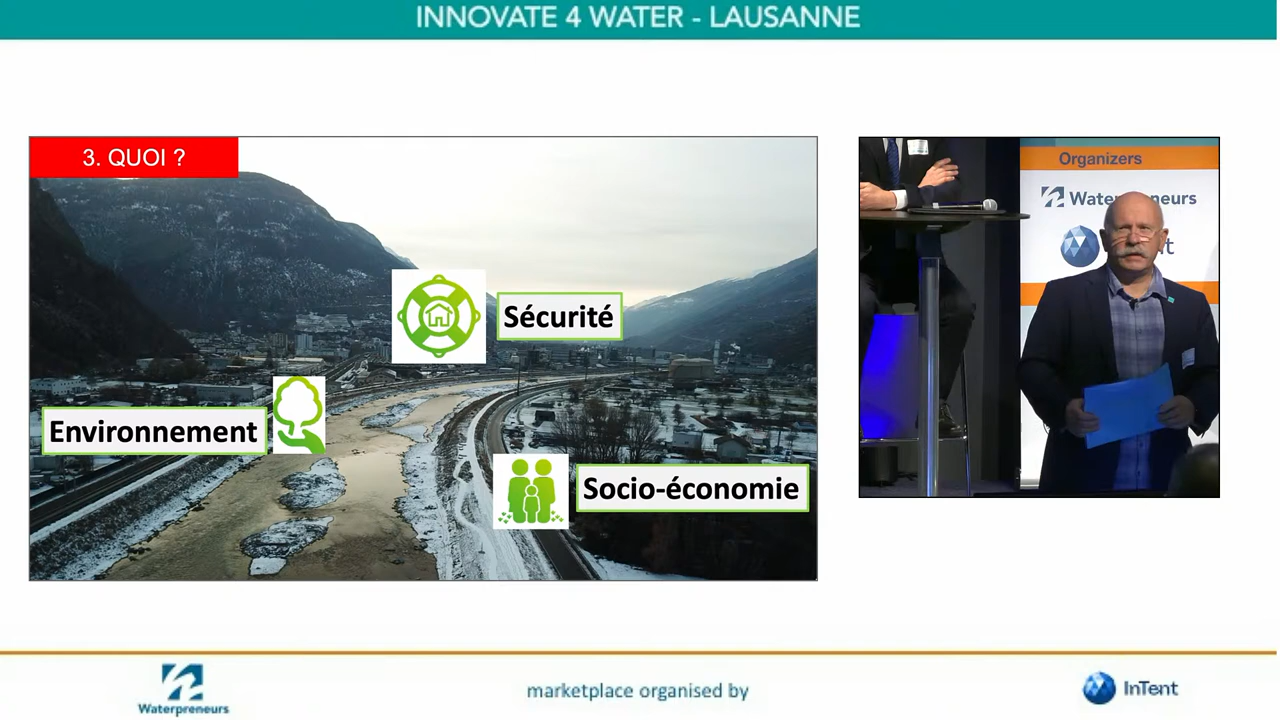 INNOVATE 4 WATER - LAUSANNE
3. QUOI ?
Sécurité
Environnement
Socio-économie
Organizers
Waterpreneurs
marketplace organised by
Waterpreneurs
InTent